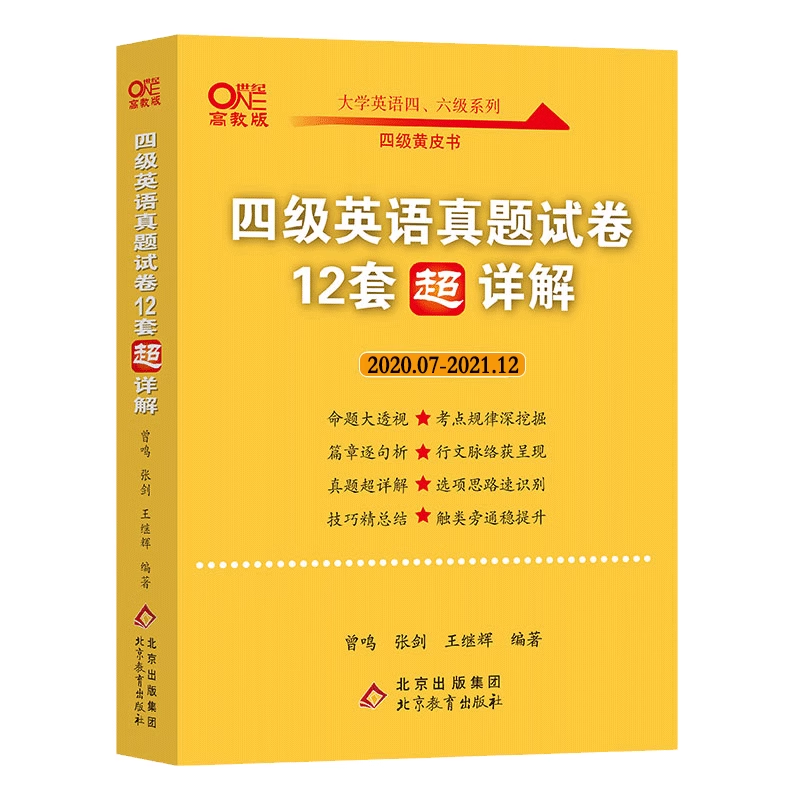 世纪
ONE
高教版
四级英语真题试卷12套超详解
曾鸣 张剑 王继辉 编著
北京出版集团
北京教育出版社
世纪
ONE
高教版
大学英语四、六级系列
四级黄皮书
四级英语真题试卷
12套超详解
2020.07-2021.12
命题大透视★考点规律深挖掘
篇章逐句析★行文脉络获呈现
真题超详解★选项思路速识别
技巧精总结★触类旁通稳提升
曾鸣 张剑 王继辉 编著
北京出版集团
北京教育出版社